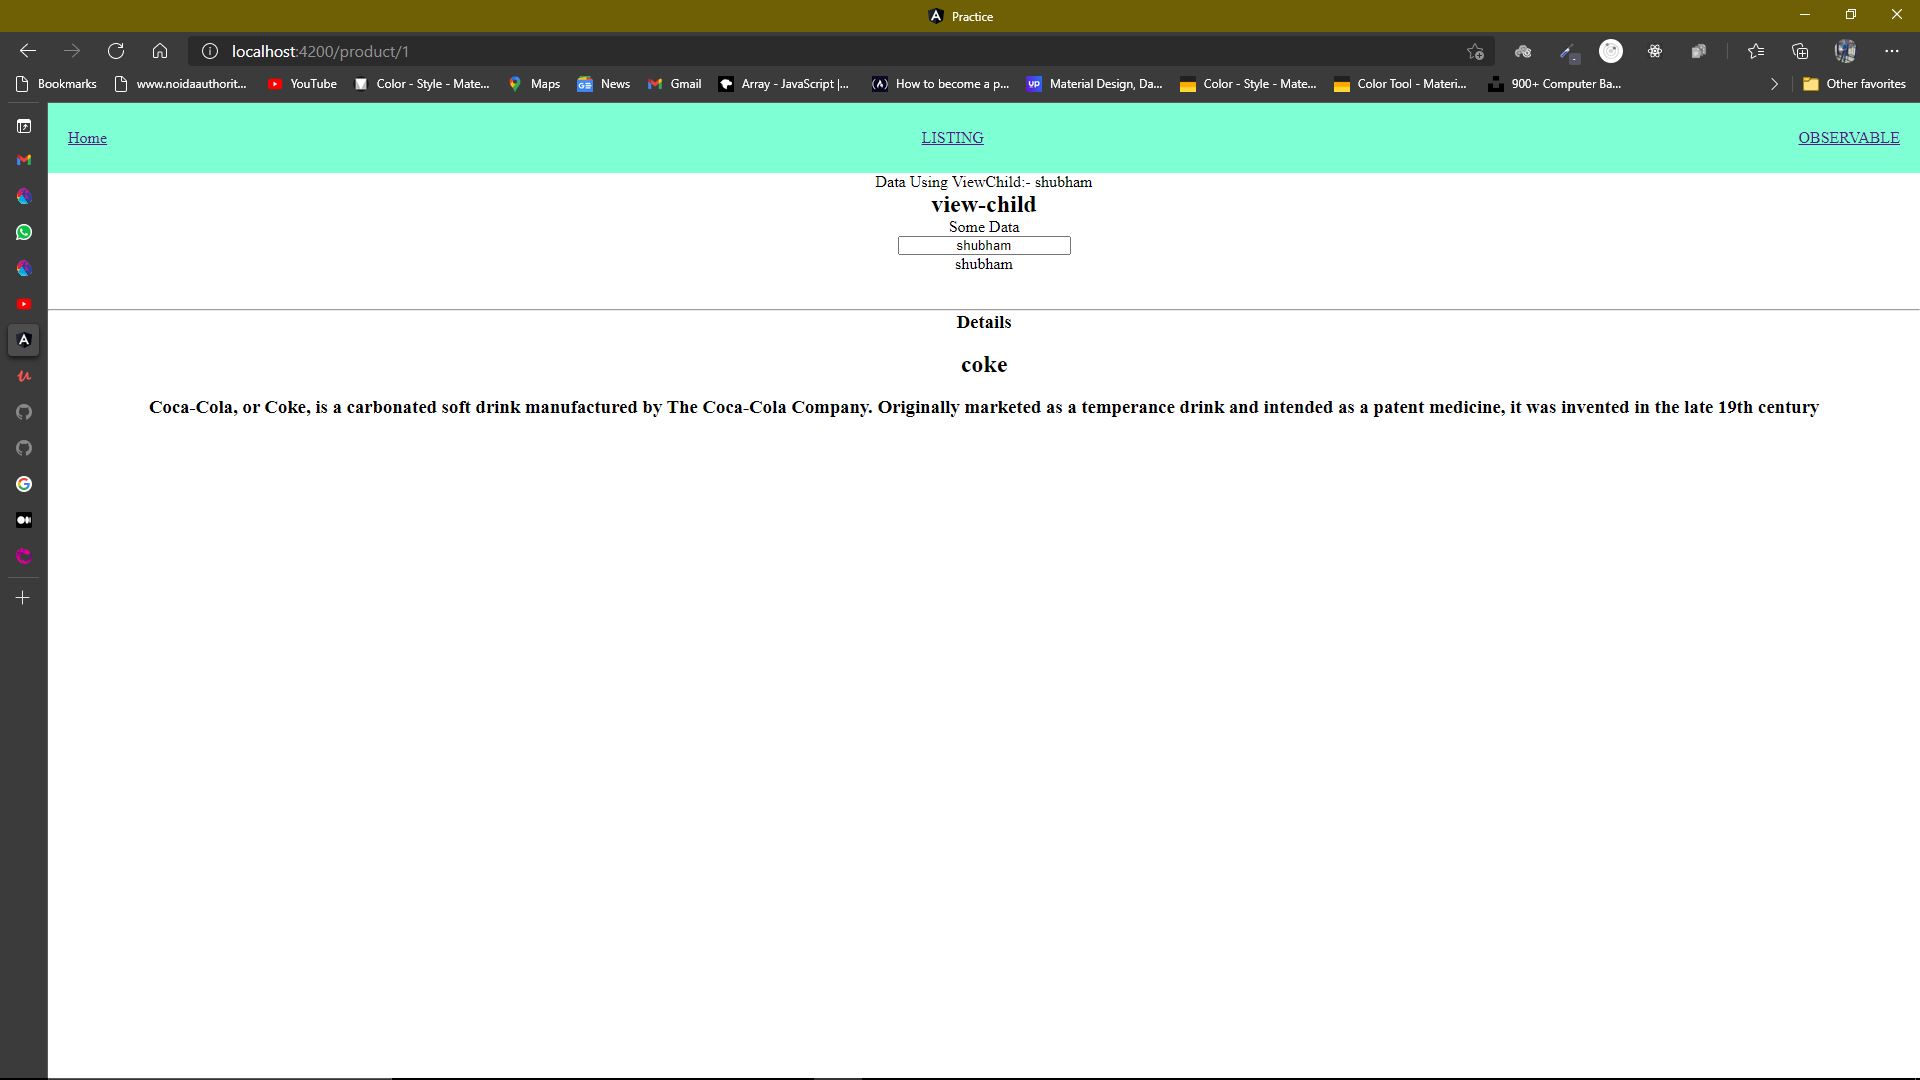 Practice
localhost:4200/product/1
Bookmarks www.noidaauthorit... YouTube Color - Style - Mate... Maps News Gmail Array - JavaScript |... How to become a p... Material Design, Da... Color - Style - Mate... Color Tool - Materi... 900+ Computer Ba... Other favorites
Home LISTING OBSERVABLE
Data Using ViewChild:- shubham
view-child
Some Data
shubham
shubham
Details
coke
Coca-Cola, or Coke, is a carbonated soft drink manufactured by The Coca-Cola Company. Originally marketed as a temperance drink and intended as a patent medicine, it was invented in the late 19th century